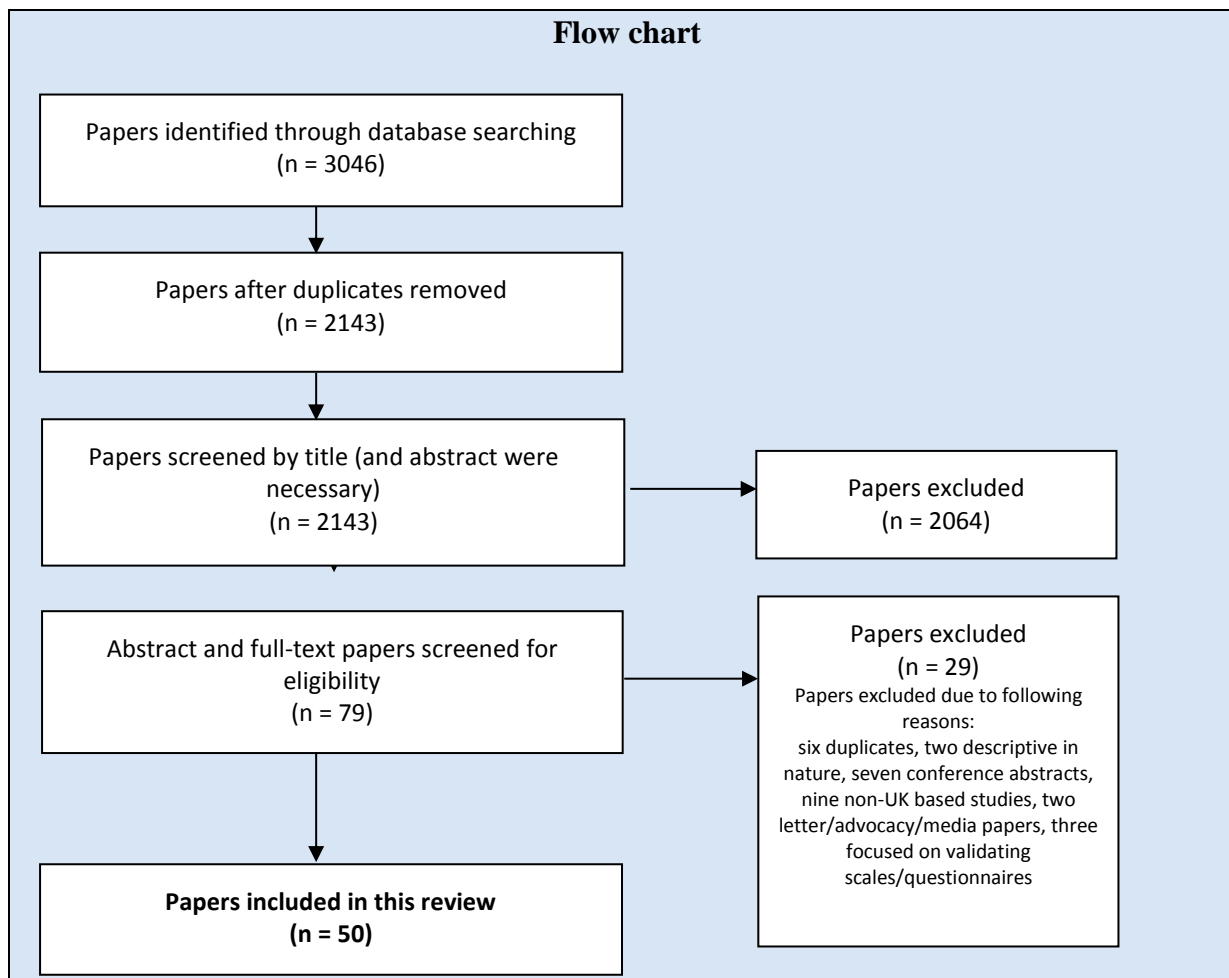 Flow chart
Papers identified through database searching
(n = 3046)
Papers after duplicates removed
(n = 2143)
Papers screened by title (and abstract were
necessary)
(n = 2143)
Papers excluded
(n = 2064)
Abstract and full-text papers screened for
eligibility
(n = 79)
Papers excluded
(n = 29)
Papers excluded due to following
reasons:
six duplicates, two descriptive in
nature, seven conference abstracts,
nine non-UK based studies, two
letter/advocacy/media papers, three
focused on validating
scales/questionnaires
Papers included in this review
(n = 50)